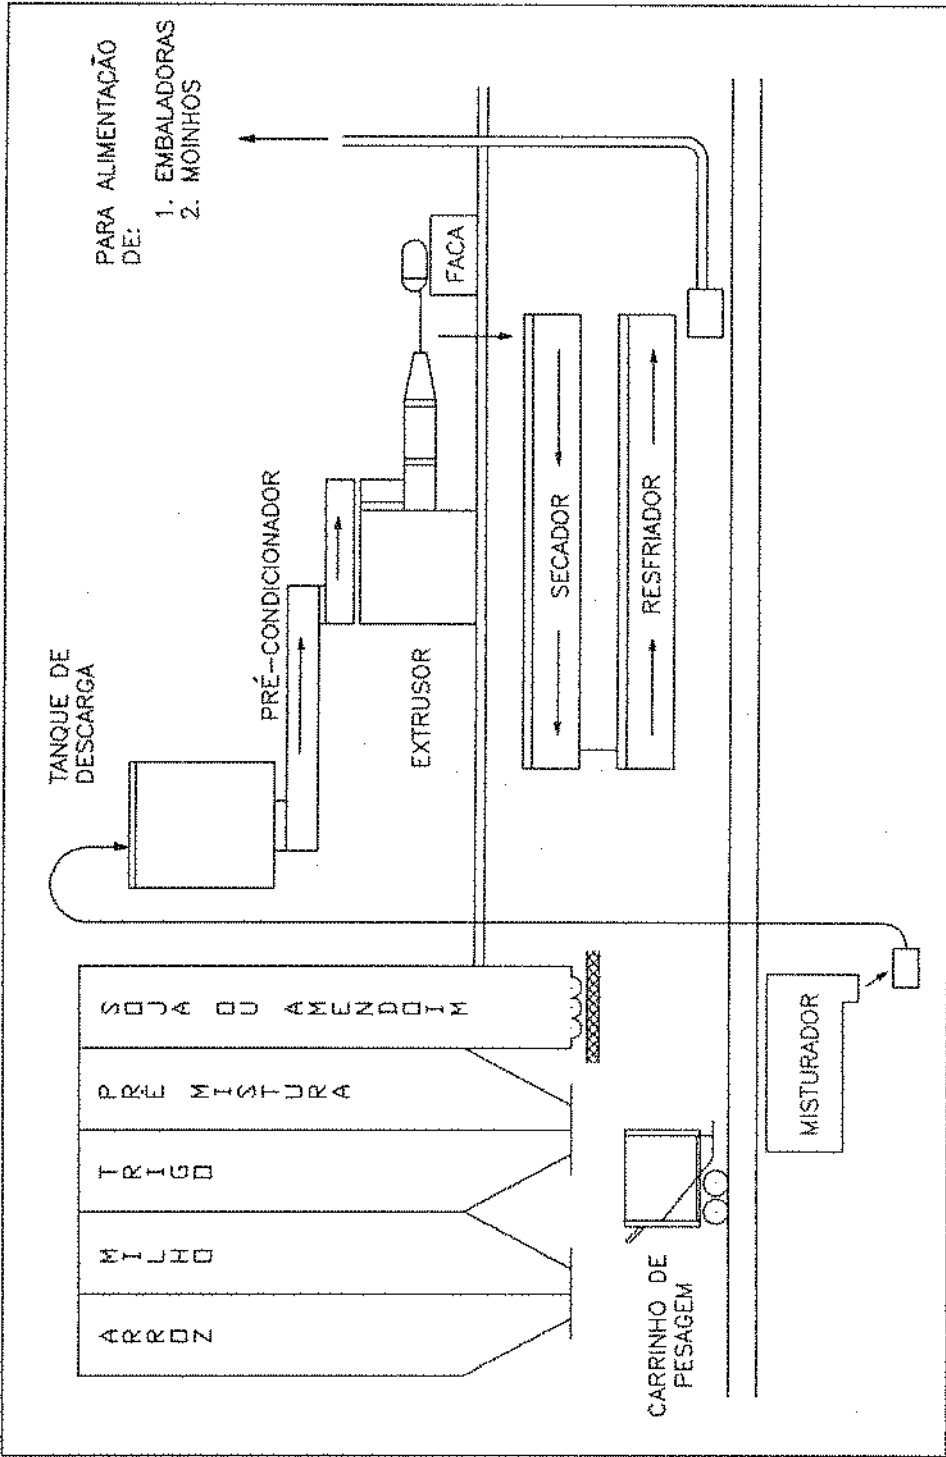 ARROZ
MILHO
TRIGO
PRÉ MISTURA
SOJA OU AMENDOIM
TANQUE DE
DESCARGA
PRÉ-CONDICIONADOR
EXTRUSOR
PARA ALIMENTAÇÃO
DE:
1. EMBALADORAS
2. MOINHOS
FACA
SECADOR
RESFRIADOR
CARRINHO DE
PESAGEM
MISTURADOR